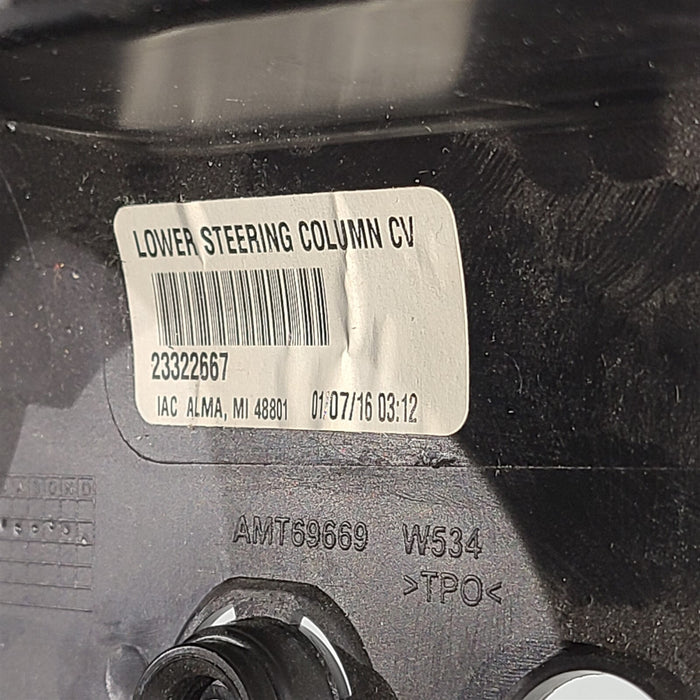 LOWER STEERING COLUMN CV
23322667
IAC ALMA, MI 48801 01/07/16 03:12
AMT69669 W534
>TPO<